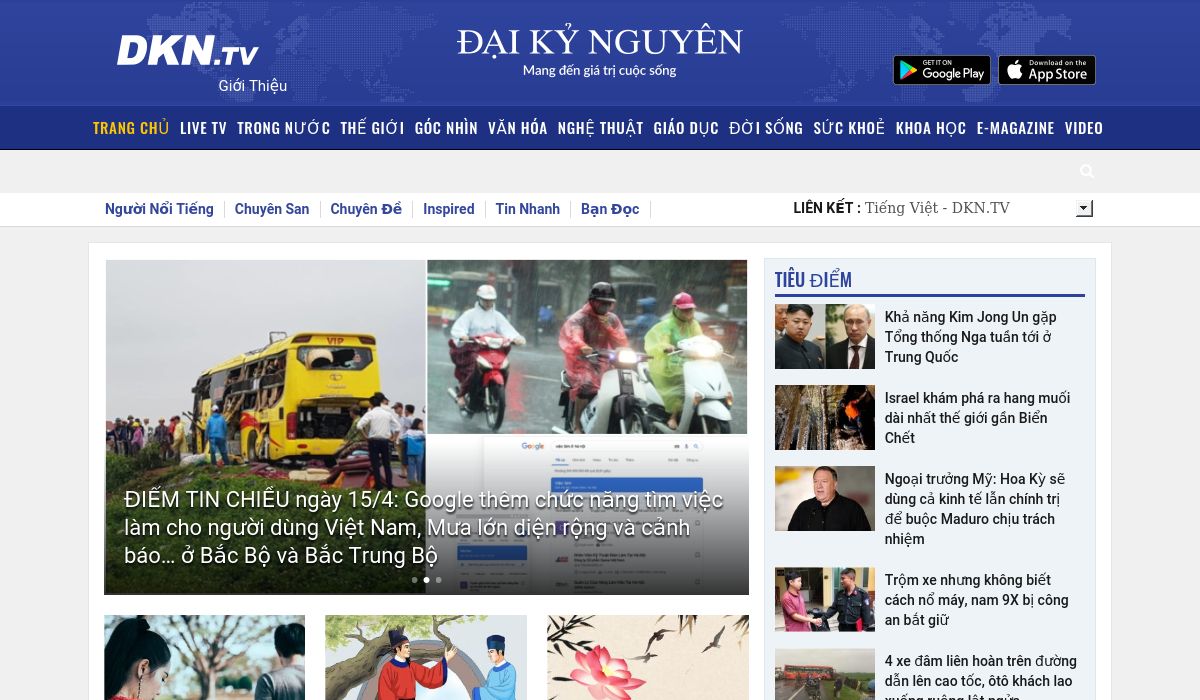 DKN.TV
Giới Thiệu
ĐẠI KỶ NGUYÊN
Mang đến giá trị cuộc sống
GET IT ON
Google Play
Download on the
App Store
TRANG CHỦ LIVE TV TRONG NƯỚC THẾ GIỚI GÓC NHÌN VĂN HÓA NGHỆ THUẬT GIÁO DỤC ĐỜI SỐNG SỨC KHOẺ KHOA HỌC E-MAGAZINE VIDEO
Người Nổi Tiếng Chuyên San Chuyên Đề Inspired Tin Nhanh Bạn Đọc
LIÊN KẾT : Tiếng Việt - DKN.TV
VIP
Google
ĐIỂM TIN CHIỀU ngày 15/4: Google thêm chức năng tìm việc
làm cho người dùng Việt Nam, Mưa lớn diện rộng và cảnh
báo… ở Bắc Bộ và Bắc Trung Bộ
TIÊU ĐIỂM
Khả năng Kim Jong Un gặp
Tổng thống Nga tuần tới ở
Trung Quốc
Israel khám phá ra hang muối
dài nhất thế giới gần Biển
Chết
Ngoại trưởng Mỹ: Hoa Kỳ sẽ
dùng cả kinh tế lẫn chính trị
để buộc Maduro chịu trách
nhiệm
Trộm xe nhưng không biết
cách nổ máy, nam 9X bị công
an bắt giữ
4 xe đâm liên hoàn trên đường
dẫn lên cao tốc, ôtô khách lao
xuống ruộng lật ngửa